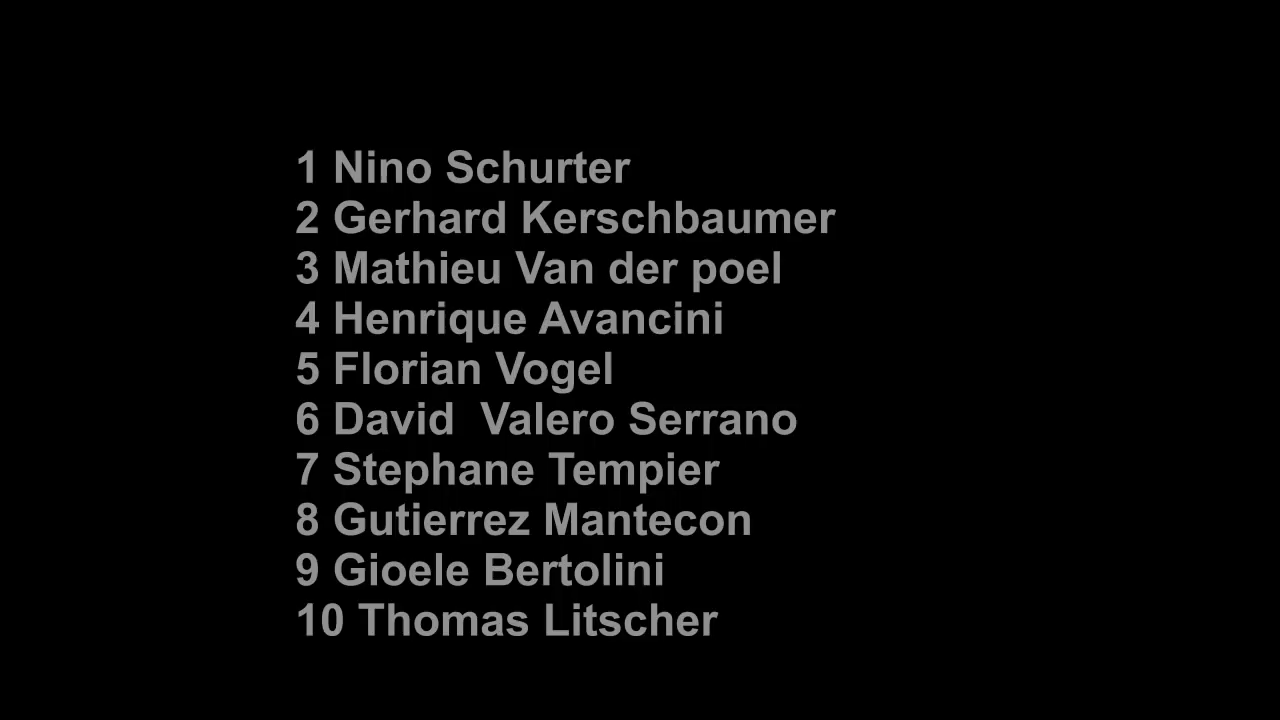 1 Nino Schurter
2 Gerhard Kerschbaumer
3 Mathieu Van der poel
4 Henrique Avancini
5 Florian Vogel
6 David  Valero Serrano
7 Stephane Tempier
8 Gutierrez Mantecon
9 Gioele Bertolini
10 Thomas Litscher